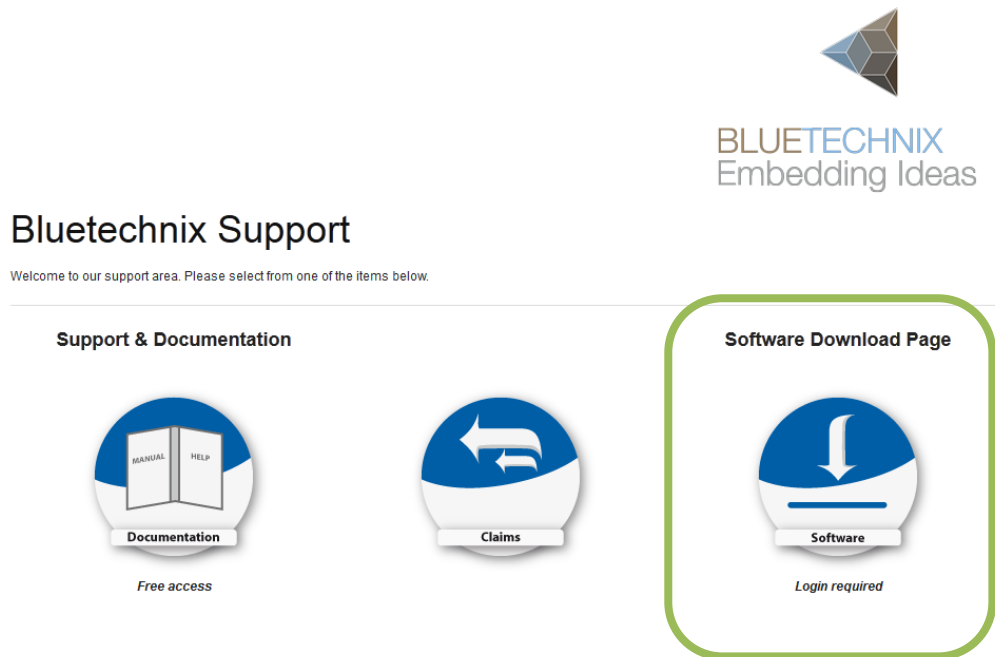 BLUETECHNIX
Embedding Ideas
Bluetechnix Support
Welcome to our support area. Please select from one of the items below.
Support & Documentation
Software Download Page
MANUAL
HELP
Documentation
Claims
Software
Free access
Login required